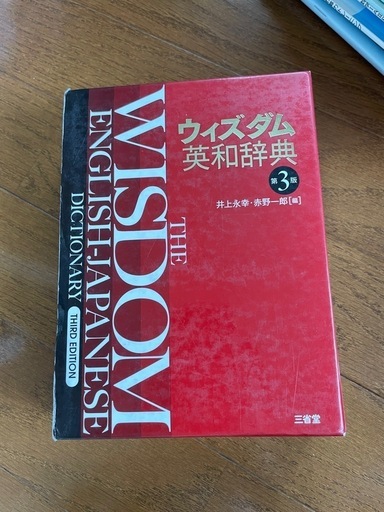 ウィズダム
英和辞典
第3版
井上永幸・赤野一郎[編]
THE
WISDOM
ENGLISH-JAPANESE
DICTIONARY
THIRD EDITION
三省堂